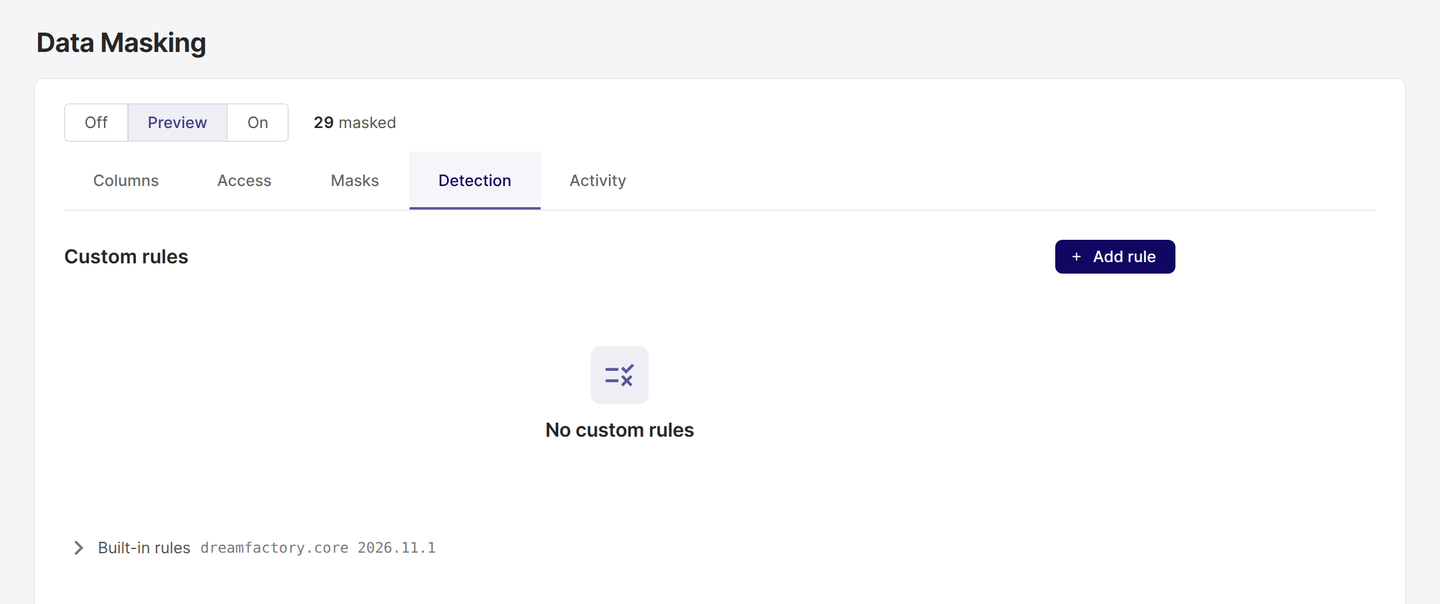 Data Masking
Off Preview On 29 masked
Columns Access Masks Detection Activity
Custom rules + Add rule
No custom rules
Built-in rules dreamfactory.core 2026.11.1